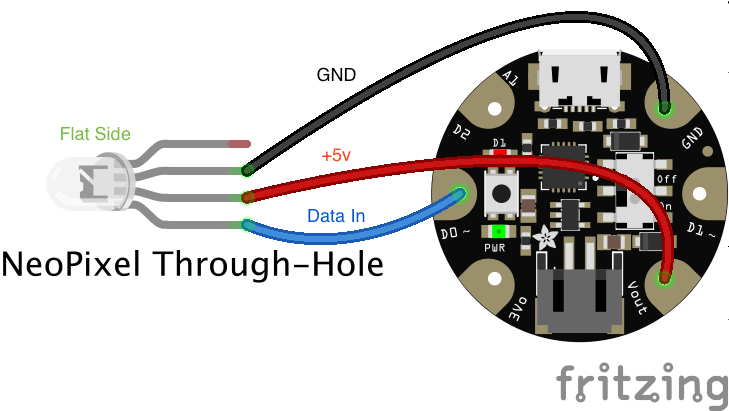 GND
Flat Side
+5v
Data In
NeoPixel Through-Hole
A1
D2
D1
GND
Off
On
D0 ~
D1 ~
PWR
3Vo
Vout
fritzing